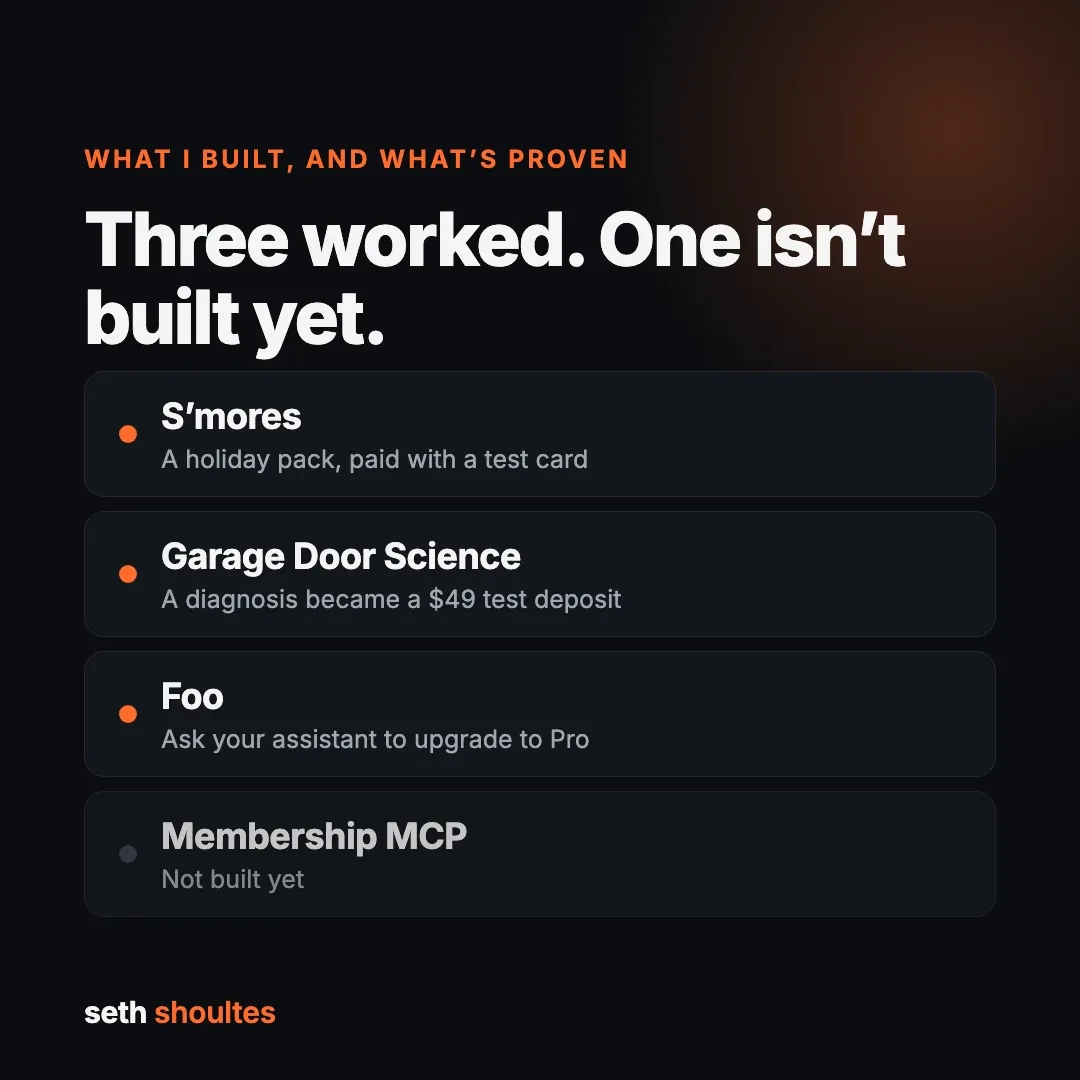 WHAT I BUILT, AND WHAT’S PROVEN
Three worked. One isn’t
built yet.
S’mores
A holiday pack, paid with a test card
Garage Door Science
A diagnosis became a $49 test deposit
Foo
Ask your assistant to upgrade to Pro
Membership MCP
Not built yet
seth shoultes